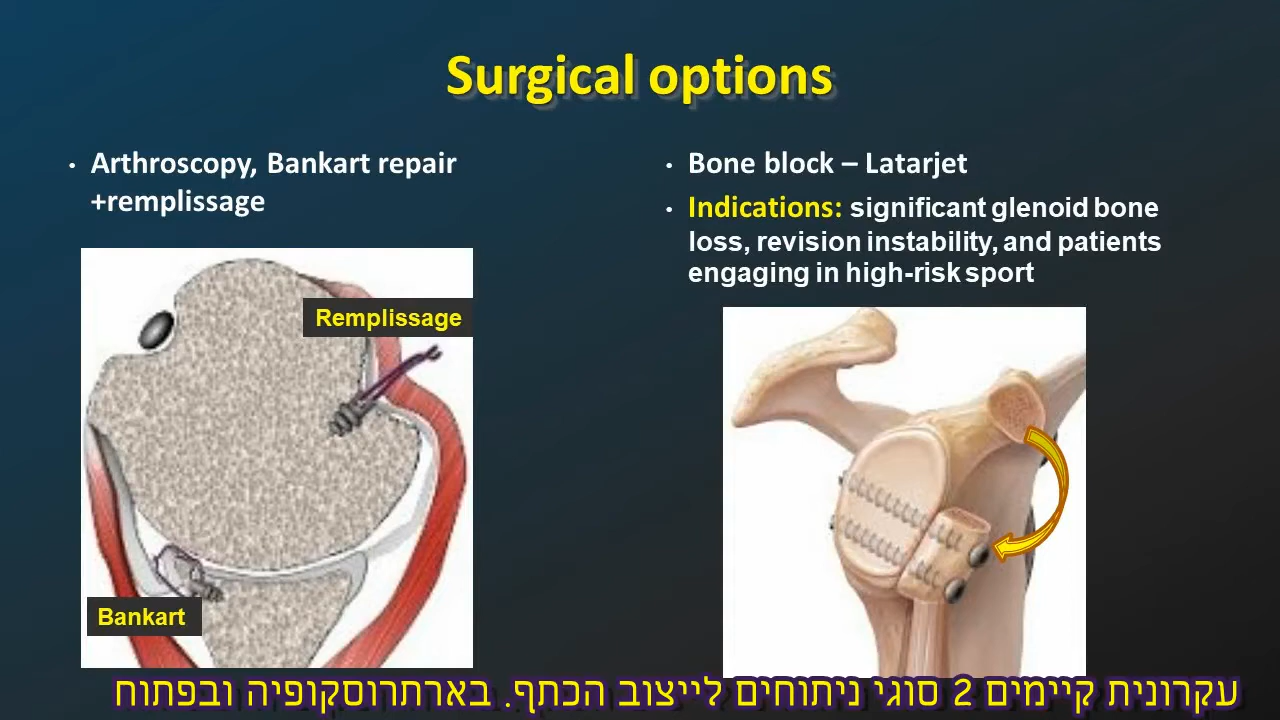 Surgical options
• Arthroscopy, Bankart repair
+remplissage
Remplissage
Bankart
• Bone block – Latarjet
• Indications: significant glenoid bone
loss, revision instability, and patients
engaging in high-risk sport
עקרונית קיימים 2 סוגי ניתוחים לייצוב הכתף. בארתרוסקופיה ובפתוח